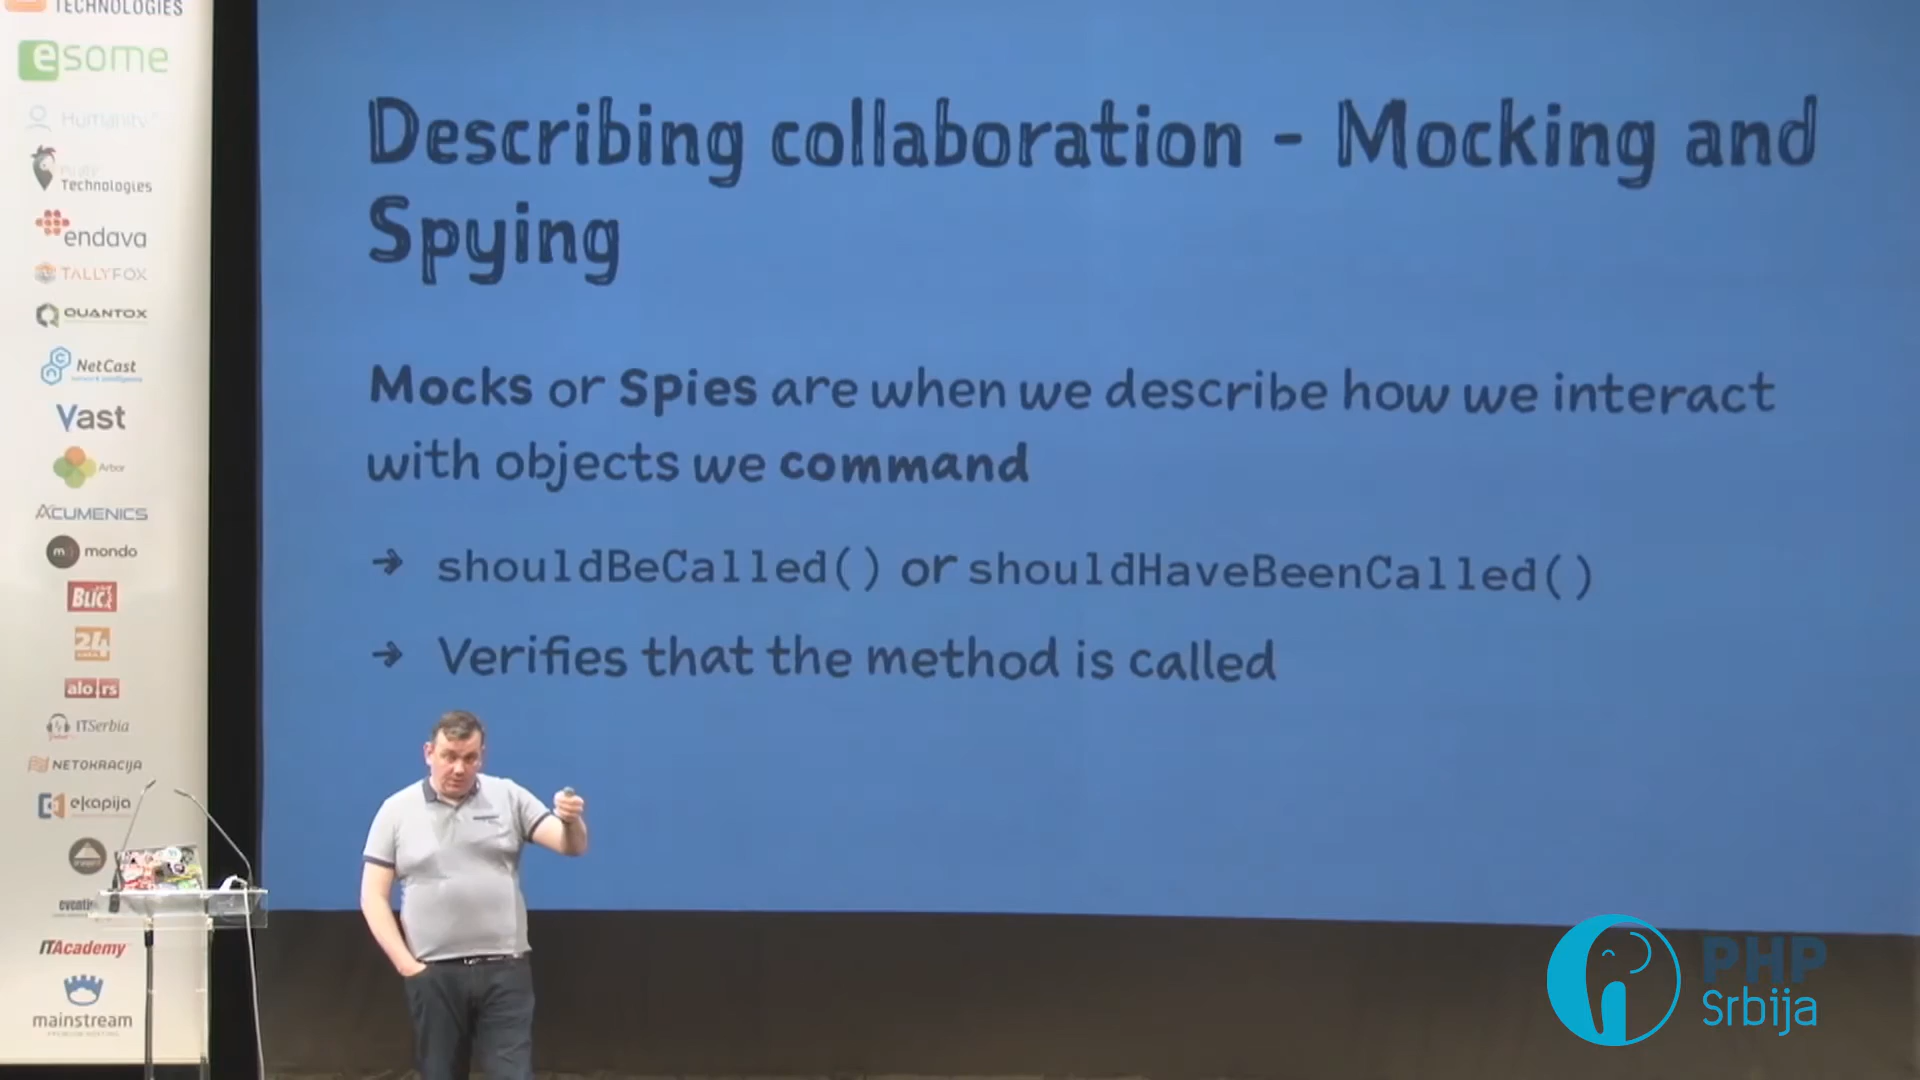 TECHNOLOGIES
esome
Humanity
Technologies
endava
TALLYFOX
QUANTOX
NetCast
Vast
Arbor
ACUMENICS
m
mondo
BLIC
24
alo.rs
ITSerbia
NETOKRACIJA
ekapija
ITAcademy
mainstream
Describing collaboration - Mocking and
Spying
Mocks or Spies are when we describe how we interact
with objects we command
→ shouldBeCalled() or shouldHaveBeenCalled()
→ Verifies that the method is called
PHP
Srbija